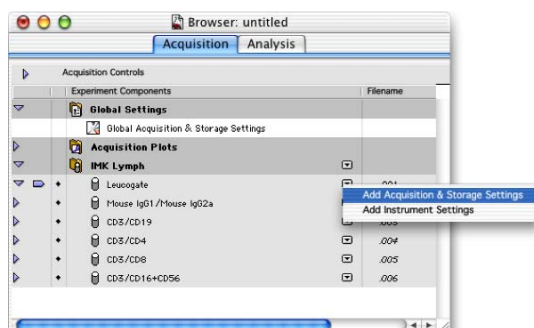 Browser: untitled
Acquisition Analysis
Acquisition Controls
Experiment Components Filename
Global Settings
Global Acquisition & Storage Settings
Acquisition Plots
IMK Lymph
Leucogate .001
Add Acquisition & Storage Settings
Mouse IgG1/Mouse IgG2a
Add Instrument Settings
CD3/CD19 .003
CD3/CD4 .004
CD3/CD8 .005
CD3/CD16+CD56 .006